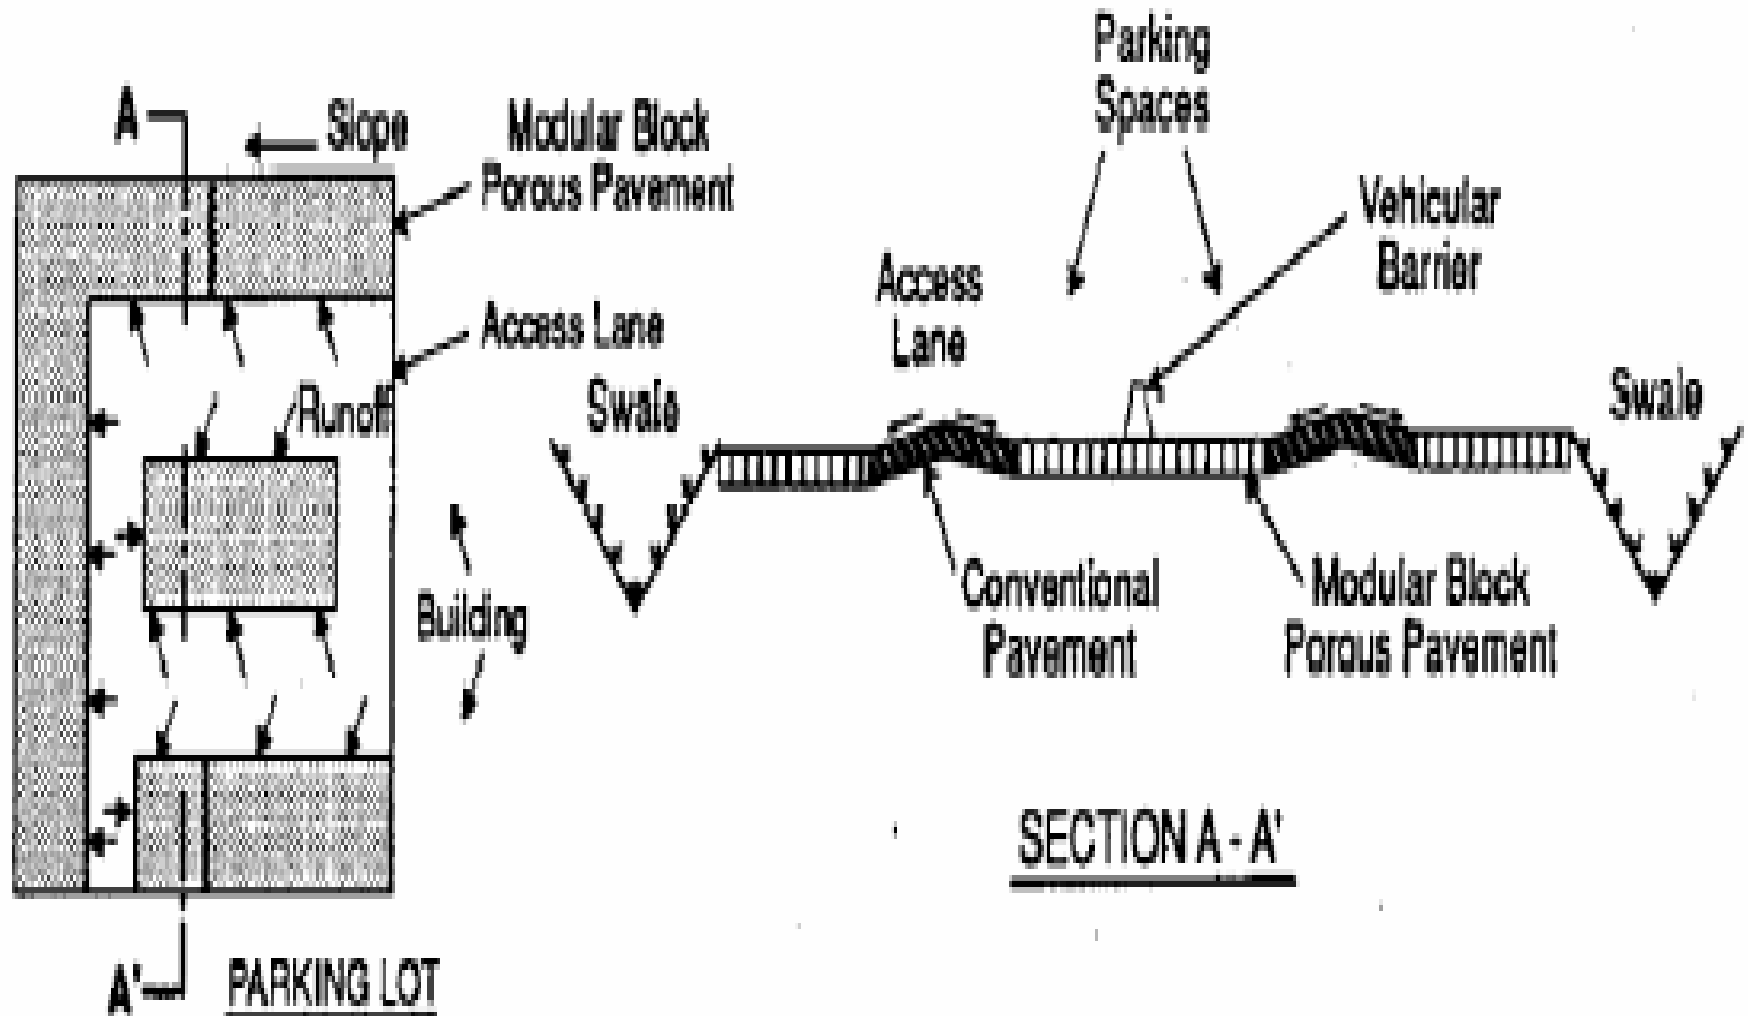 A
Slope
Modular Block
Porous Pavement
Access Lane
Runoff
Building
A'
PARKING LOT
Parking
Spaces
Vehicular
Barrier
Access
Lane
Swale
Swale
Conventional
Pavement
Modular Block
Porous Pavement
SECTION A - A'